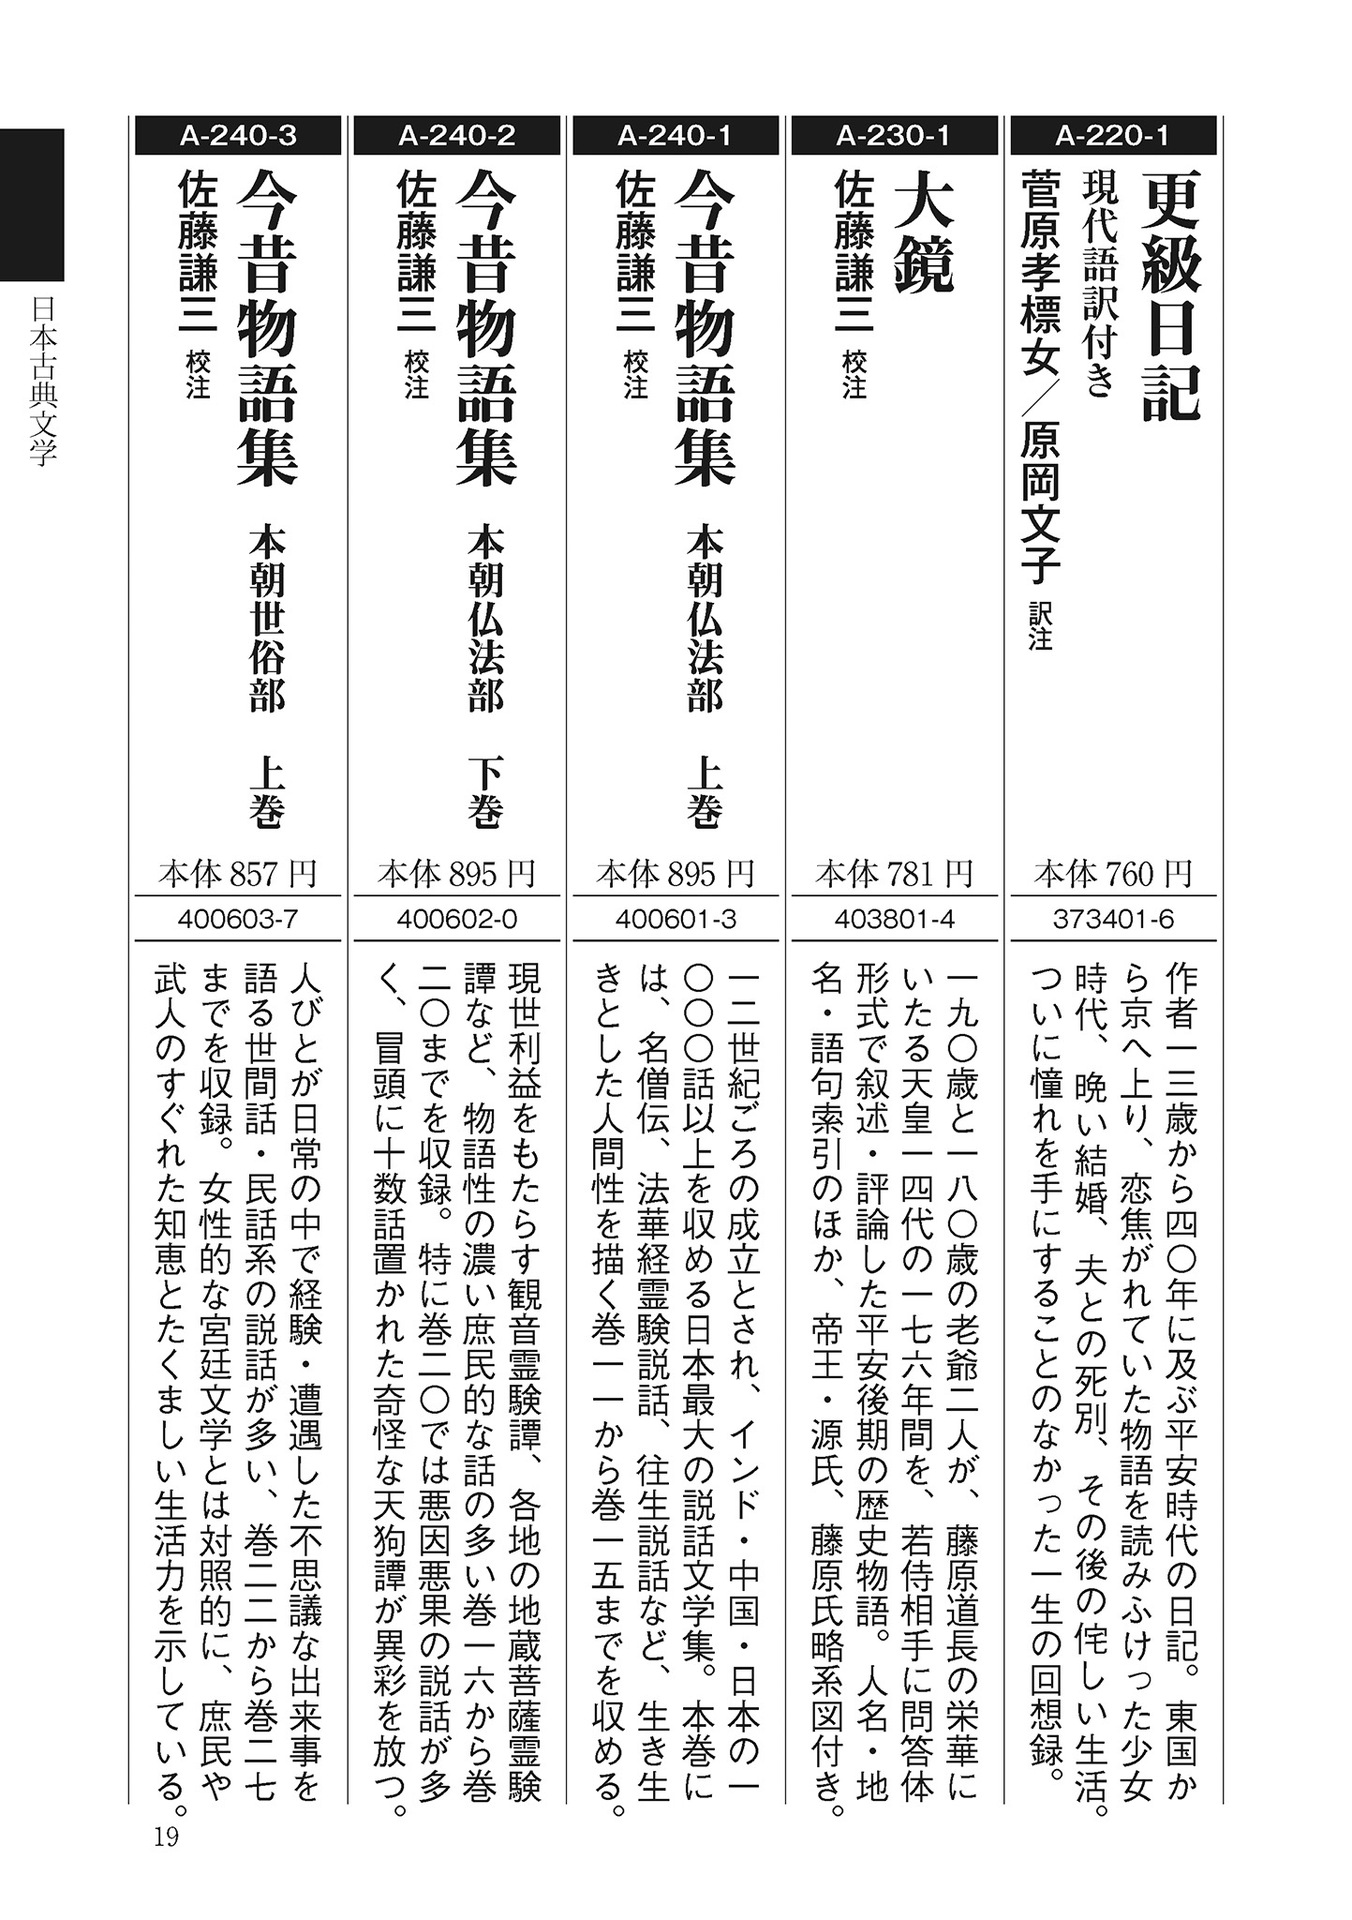 A-220-1
更級日記
現代語訳付き
菅原孝標女／原岡文子 訳注
本体 760 円
373401-6
作者一三歳から四〇年に及ぶ平安時代の日記。東国か
ら京へ上り、恋焦がれていた物語を読みふけった少女
時代、晩い結婚、夫との死別、その後の侘しい生活。
ついに憧れを手にすることのなかった一生の回想録。
A-230-1
大鏡
佐藤謙三 校注
本体 781 円
403801-4
一九〇歳と一八〇歳の老爺二人が、藤原道長の栄華に
いたる天皇一四代の一七六年間を、若侍相手に問答体
形式で叙述・評論した平安後期の歴史物語。人名・地
名・語句索引のほか、帝王・源氏、藤原氏略系図付き。
A-240-1
今昔物語集 本朝仏法部 上巻
佐藤謙三 校注
本体 895 円
400601-3
一二世紀ごろの成立とされ、インド・中国・日本の一
〇〇〇話以上を収める日本最大の説話文学集。本巻に
は、名僧伝、法華経霊験説話、往生説話など、生き生
きとした人間性を描く巻一一から巻一五までを収める。
A-240-2
今昔物語集 本朝仏法部 下巻
佐藤謙三 校注
本体 895 円
400602-0
現世利益をもたらす観音霊験譚、各地の地蔵菩薩霊験
譚など、物語性の濃い庶民的な話の多い巻一六から巻
二〇までを収録。特に巻二〇では悪因悪果の説話が多
く、冒頭に十数話置かれた奇怪な天狗譚が異彩を放つ。
A-240-3
今昔物語集 本朝世俗部 上巻
佐藤謙三 校注
本体 857 円
400603-7
人びとが日常の中で経験・遭遇した不思議な出来事を
語る世間話・民話系の説話が多い、巻二二から巻二七
までを収録。女性的な宮廷文学とは対照的に、庶民や
武人のすぐれた知恵とたくましい生活力を示している。
日本古典文学
19